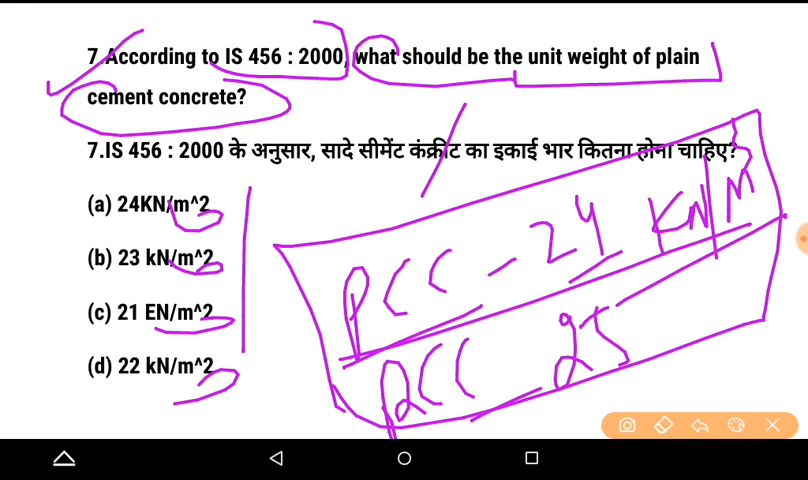 7.According to IS 456 : 2000, what should be the unit weight of plain
cement concrete?
7.IS 456 : 2000 के अनुसार, सादे सीमेंट कंक्रीट का इकाई भार कितना होना चाहिए?
(a) 24KN/m^2
(b) 23 kN/m^2
(c) 21 EN/m^2
(d) 22 kN/m^2
PCC - 24 KN/M3
RCC - 25